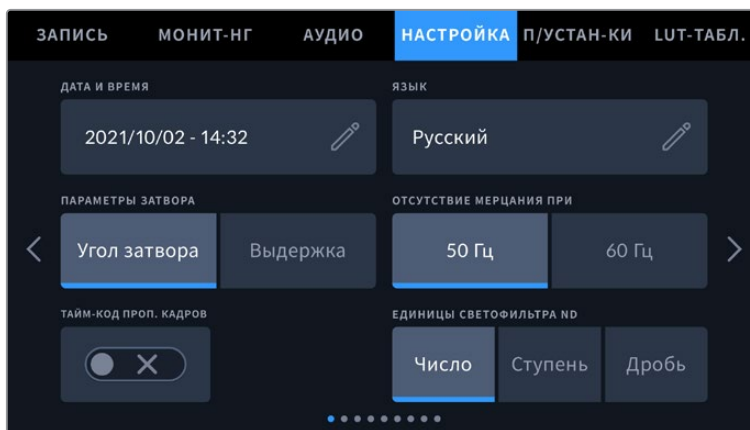 ЗАПИСЬ МОНИТ-НГ АУДИО НАСТРОЙКА П/УСТАН-КИ LUT-ТАБЛ.
ДАТА И ВРЕМЯ ЯЗЫК
2021/10/02 - 14:32 Русский
ПАРАМЕТРЫ ЗАТВОРА ОТСУТСТВИЕ МЕРЦАНИЯ ПРИ
Угол затвора Выдержка 50 Гц 60 Гц
ТАЙМ-КОД ПРОП. КАДРОВ ЕДИНИЦЫ СВЕТОФИЛЬТРА ND
Число Ступень Дробь